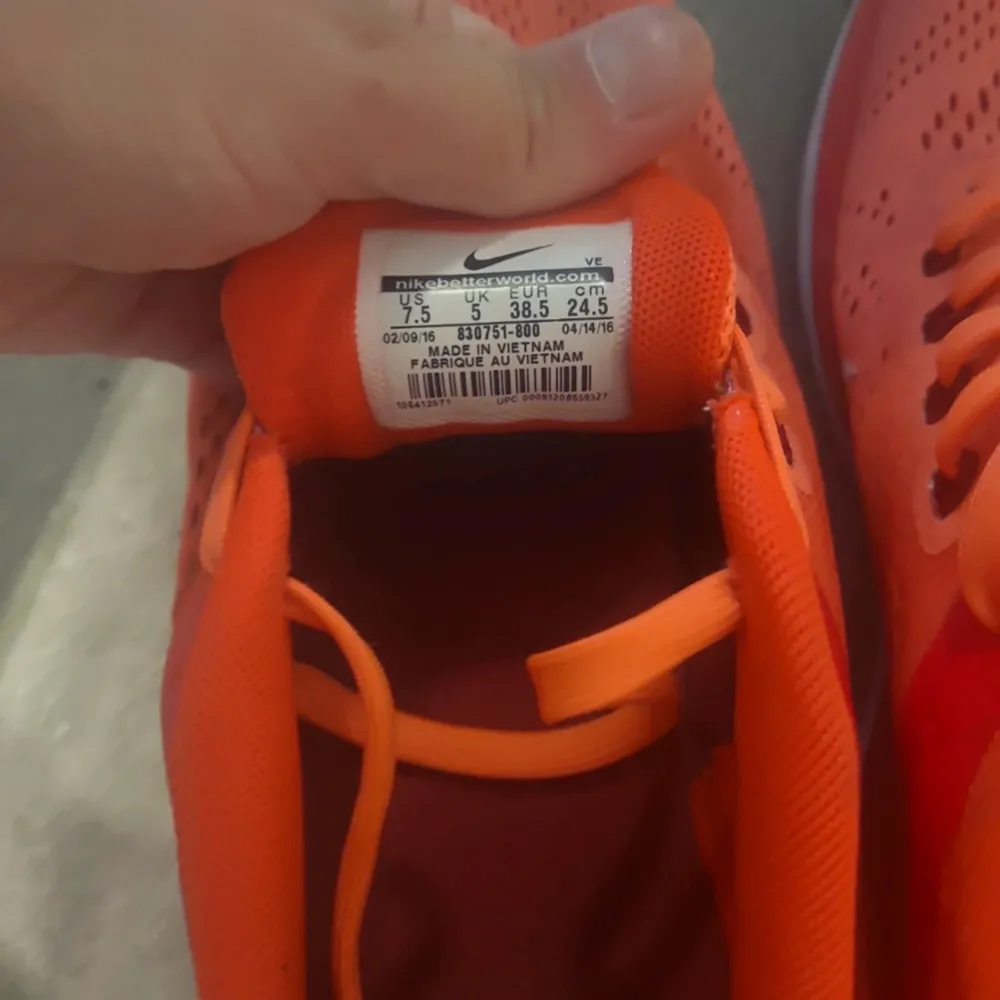 VE
nikebetterworld.com
US UK EUR cm
7.5 5 38.5 24.5
02/09/16 830751-800 04/14/16
MADE IN VIETNAM
FABRIQUE AU VIETNAM
UPC